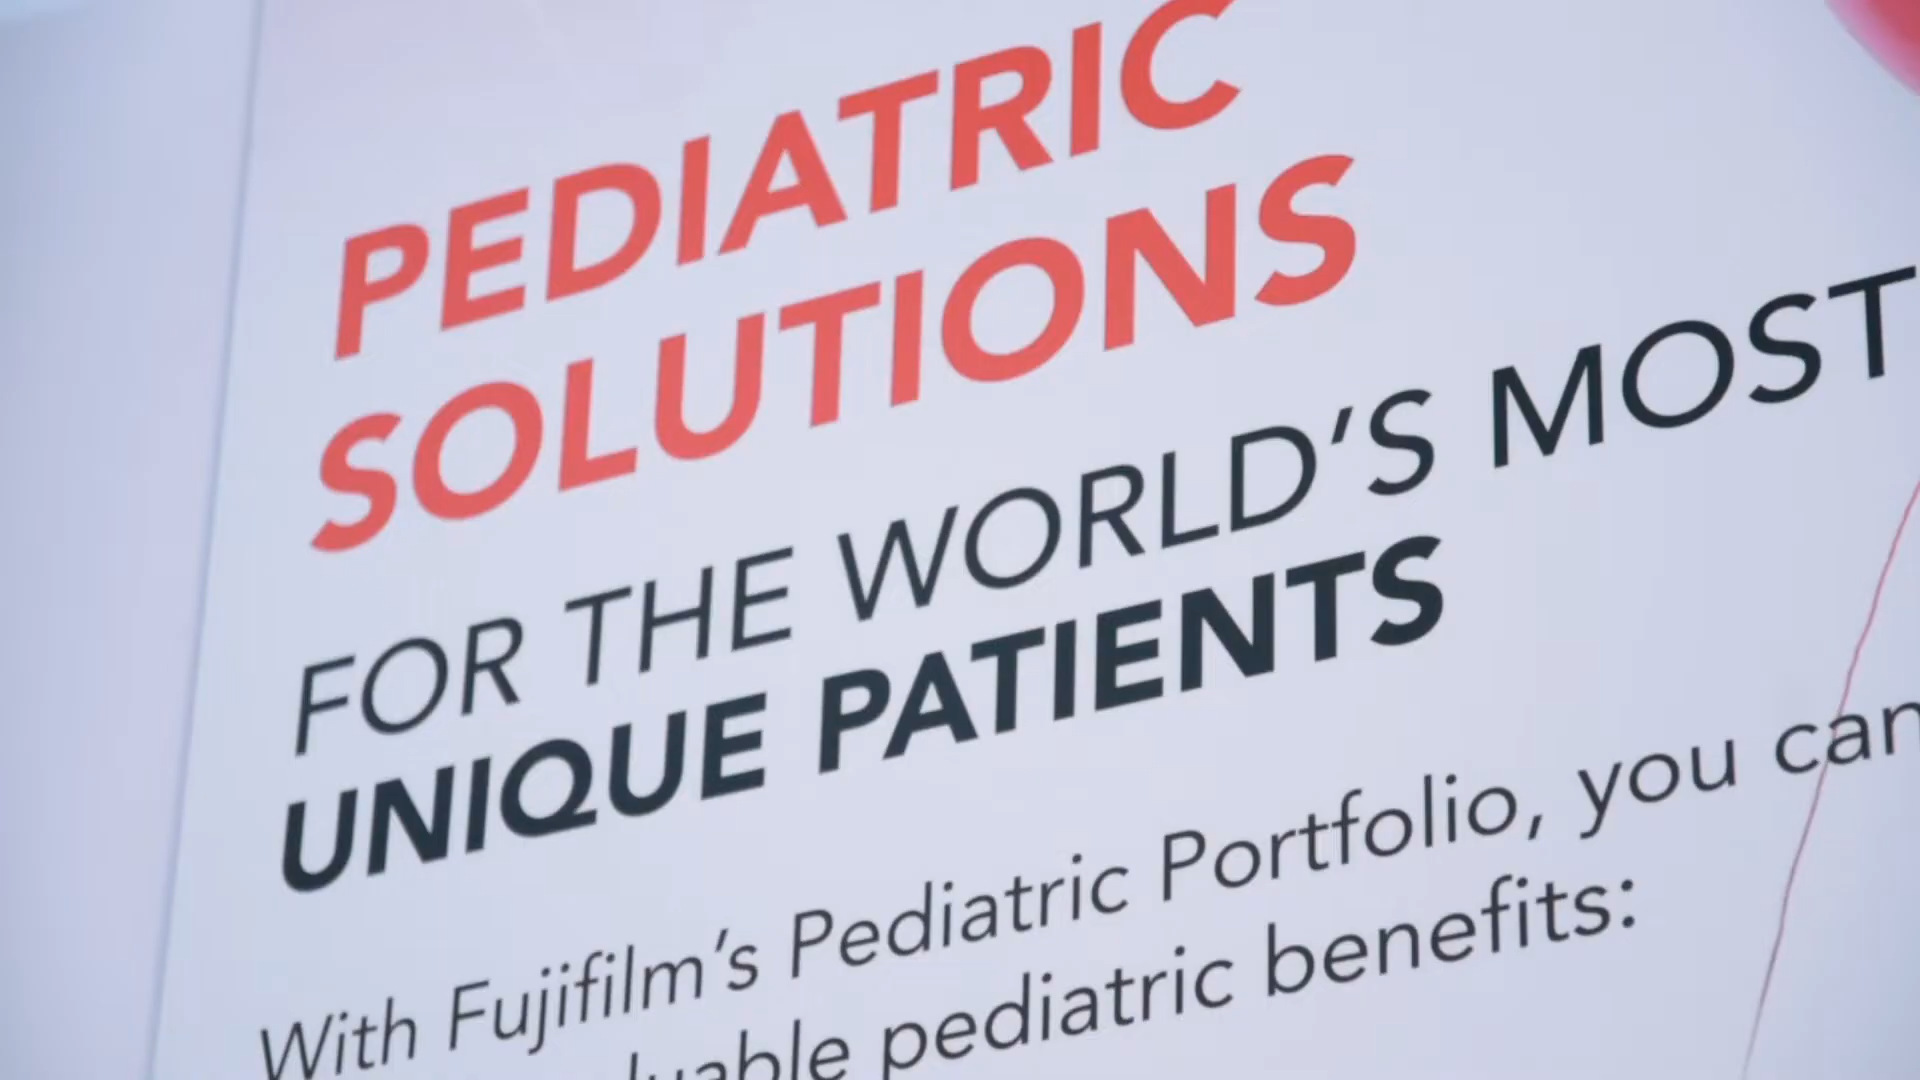 PEDIATRIC
SOLUTIONS
FOR THE WORLD'S MOST
UNIQUE PATIENTS
With Fujifilm's Pediatric Portfolio, you can
pediatric benefits: